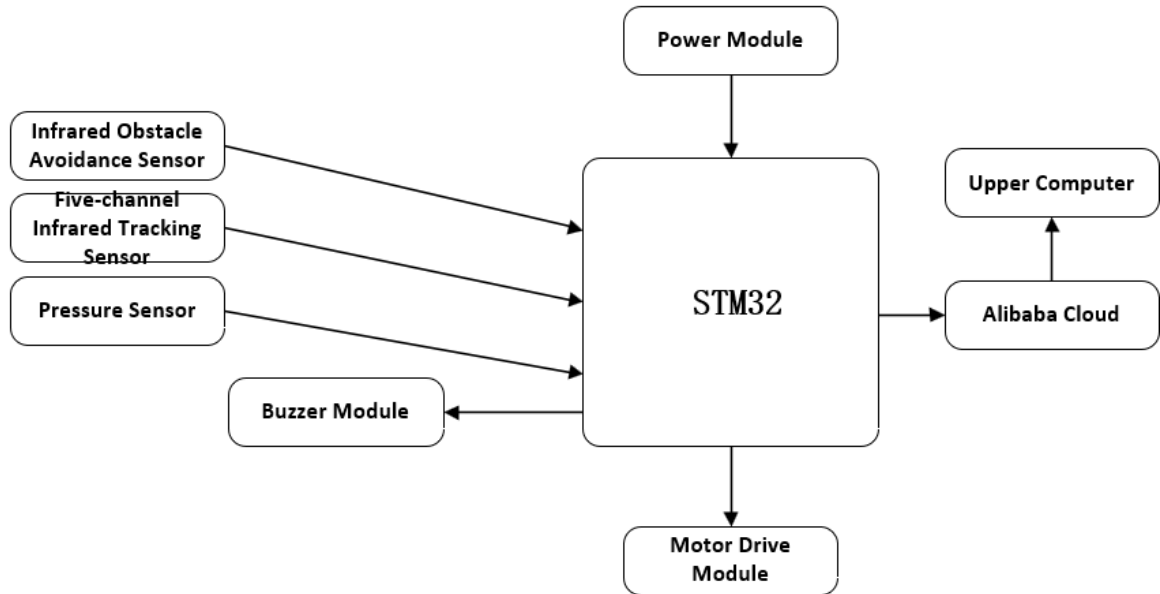 Power Module
Infrared Obstacle
Avoidance Sensor
Five-channel
Infrared Tracking
Sensor
Pressure Sensor
Buzzer Module
STM32
Upper Computer
Alibaba Cloud
Motor Drive
Module